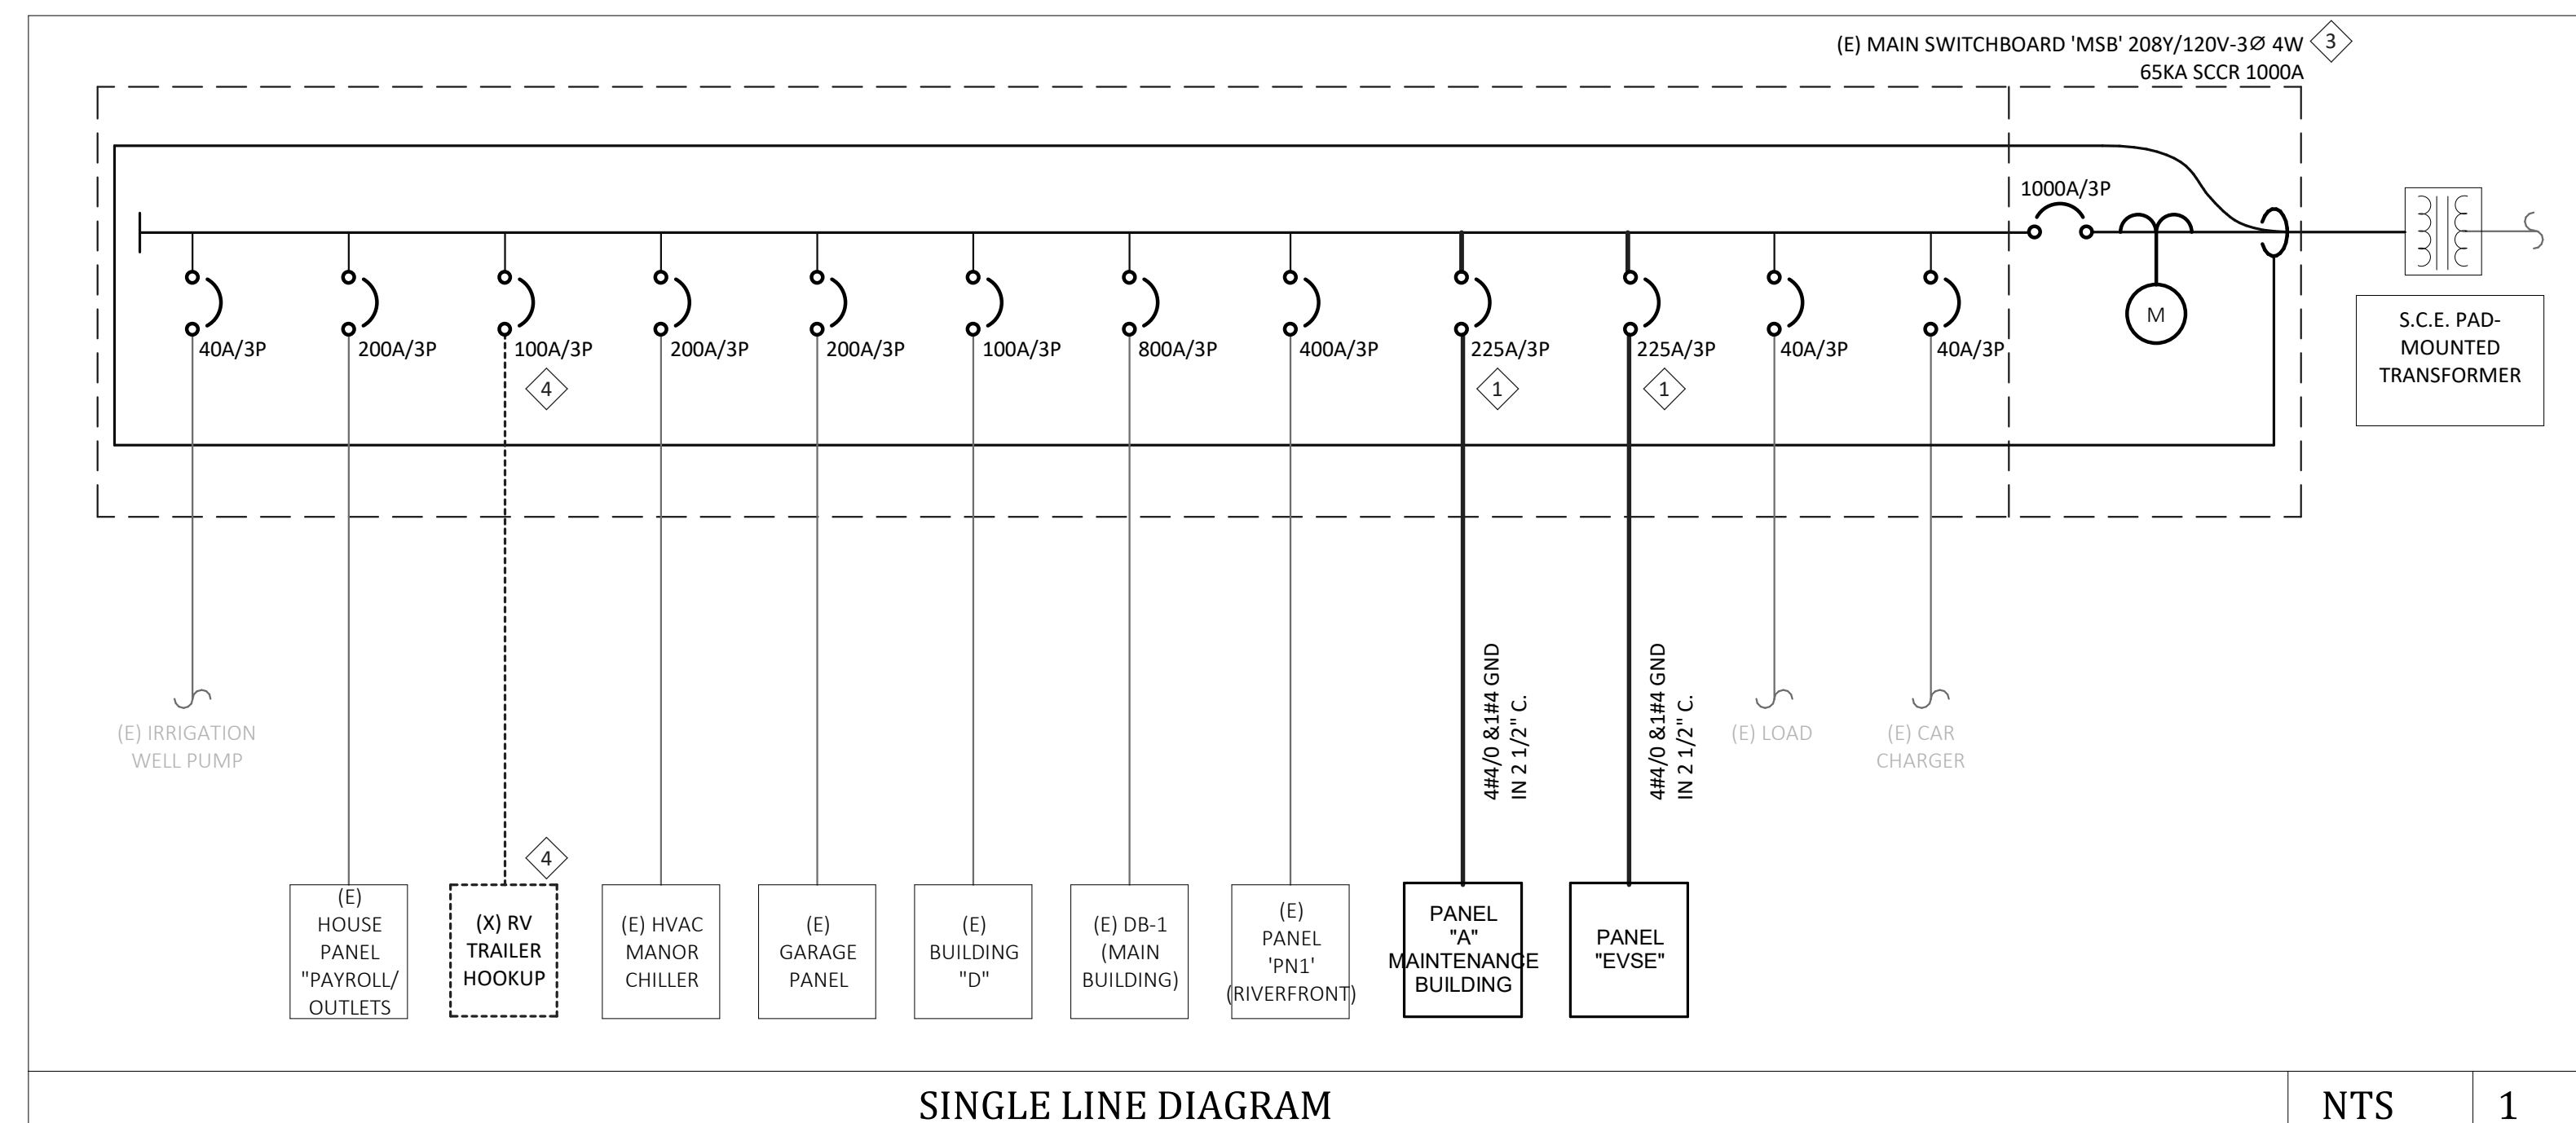 (E) MAIN SWITCHBOARD 'MSB' 208Y/120V-3Ø 4W
3
65KA SCCR 1000A
1000A/3P
M
S.C.E. PAD-
MOUNTED
TRANSFORMER
40A/3P
200A/3P
100A/3P
4
200A/3P
200A/3P
100A/3P
800A/3P
400A/3P
225A/3P
1
225A/3P
1
40A/3P
40A/3P
4#4/0 &1#4 GND
IN 2 1/2" C.
4#4/0 &1#4 GND
IN 2 1/2" C.
(E) IRRIGATION
WELL PUMP
(E) LOAD
(E) CAR
CHARGER
(E)
HOUSE
PANEL
"PAYROLL/
OUTLETS
4
(X) RV
TRAILER
HOOKUP
(E) HVAC
MANOR
CHILLER
(E)
GARAGE
PANEL
(E)
BUILDING
"D"
(E) DB-1
(MAIN
BUILDING)
(E)
PANEL
'PN1'
(RIVERFRONT)
PANEL
"A"
MAINTENANCE
BUILDING
PANEL
"EVSE"
SINGLE LINE DIAGRAM
NTS
1